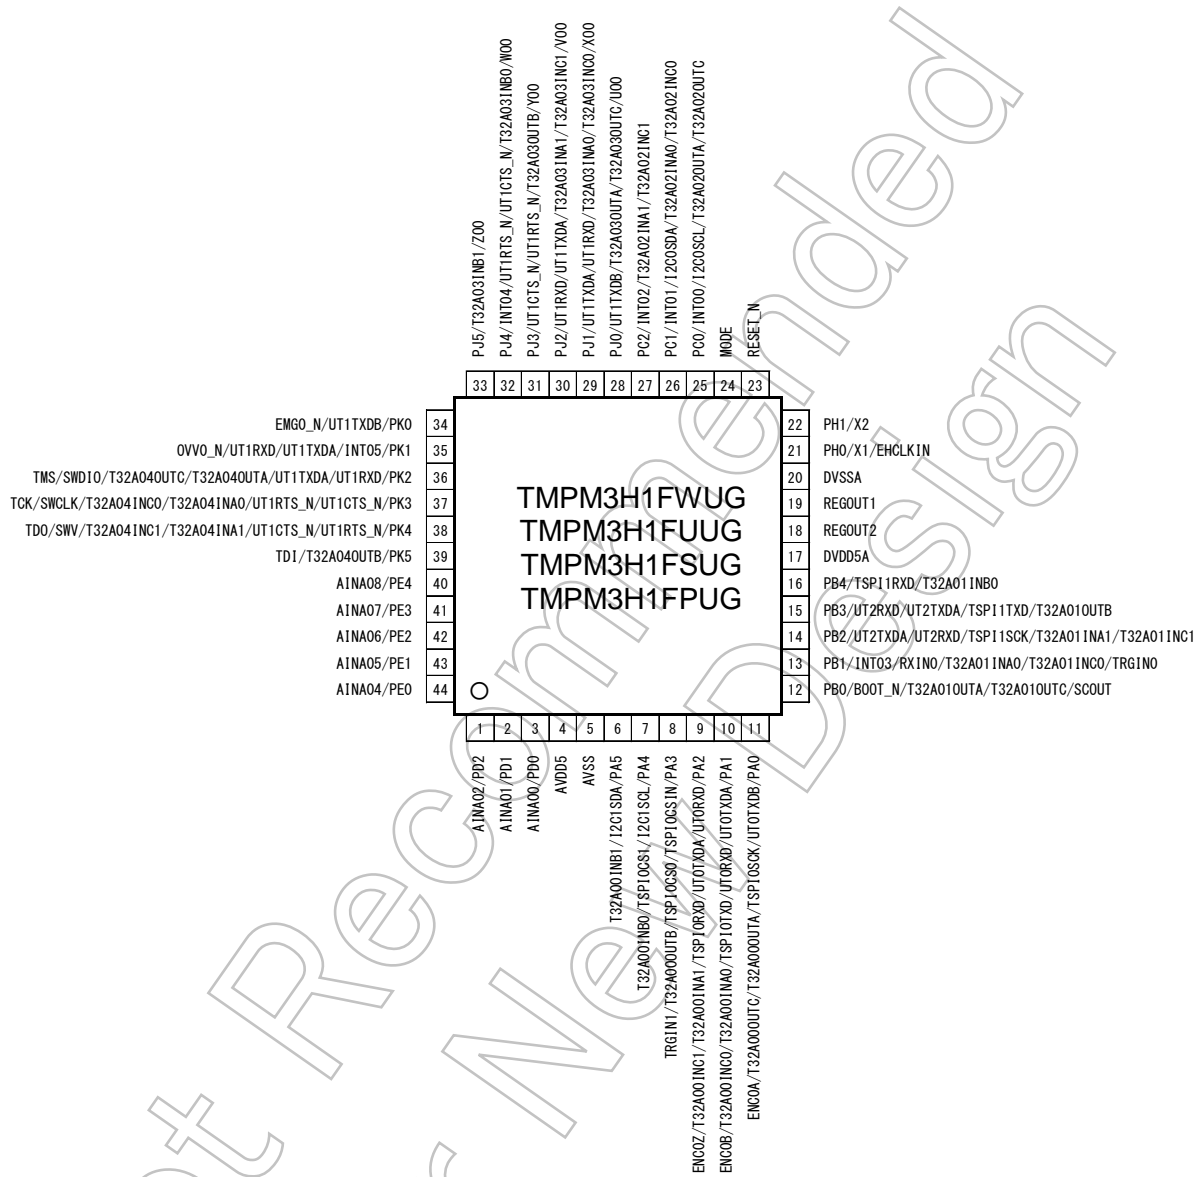 PJ5/T32A03INB1/ZO0
PJ4/INT04/UT1RTS_N/UT1CTS_N/T32A03INB0/WO0
PJ3/UT1CTS_N/UT1RTS_N/T32A03OUTB/YO0
PJ2/UT1RXD/UT1TXDA/T32A03INA1/T32A03INC1/VO0
PJ1/UT1TXDA/UT1RXD/T32A03INA0/T32A03INC0/XO0
PJ0/UT1TXDB/T32A03OUTA/T32A03OUTC/UO0
PC2/INT02/T32A02INA1/T32A02INC1
PC1/INT01/I2C0SDA/T32A02INA0/T32A02INC0
PC0/INT00/I2C0SCL/T32A02OUTA/T32A02OUTC
MODE
RESET_N
33 32 31 30 29 28 27 26 25 24 23
EMG0_N/UT1TXDB/PK0 34
OVV0_N/UT1RXD/UT1TXDA/INT05/PK1 35
TMS/SWDIO/T32A04OUTC/T32A04OUTA/UT1TXDA/UT1RXD/PK2 36
TCK/SWCLK/T32A04INC0/T32A04INA0/UT1RTS_N/UT1CTS_N/PK3 37
TDO/SWV/T32A04INC1/T32A04INA1/UT1CTS_N/UT1RTS_N/PK4 38
TDI/T32A04OUTB/PK5 39
AINA08/PE4 40
AINA07/PE3 41
AINA06/PE2 42
AINA05/PE1 43
AINA04/PE0 44
TMPM3H1FWUG
TMPM3H1FUUG
TMPM3H1FSUG
TMPM3H1FPUG
22 PH1/X2
21 PH0/X1/EHCLKIN
20 DVSSA
19 REGOUT1
18 REGOUT2
17 DVDD5A
16 PB4/TSPI1RXD/T32A01INB0
15 PB3/UT2RXD/UT2TXDA/TSPI1TXD/T32A01OUTB
14 PB2/UT2TXDA/UT2RXD/TSPI1SCK/T32A01INA1/T32A01INC1
13 PB1/INT03/RXIN0/T32A01INA0/T32A01INC0/TRGIN0
12 PB0/BOOT_N/T32A01OUTA/T32A01OUTC/SCOUT
1 2 3 4 5 6 7 8 9 10 11
AINA02/PD2
AINA01/PD1
AINA00/PD0
AVDD5
AVSS
T32A00INB1/I2C1SDA/PA5
T32A00INB0/TSPI0CS1/I2C1SCL/PA4
TRGIN1/T32A00OUTB/TSPI0CS0/TSPI0CSIN/PA3
ENC0Z/T32A00INC1/T32A00INA1/TSPI0RXD/UT0TXDA/UT0RXD/PA2
ENC0B/T32A00INC0/T32A00INA0/TSPI0TXD/UT0RXD/UT0TXDA/PA1
ENC0A/T32A00OUTC/T32A00OUTA/TSPI0SCK/UT0TXDB/PA0
Not Recommended
for New Design